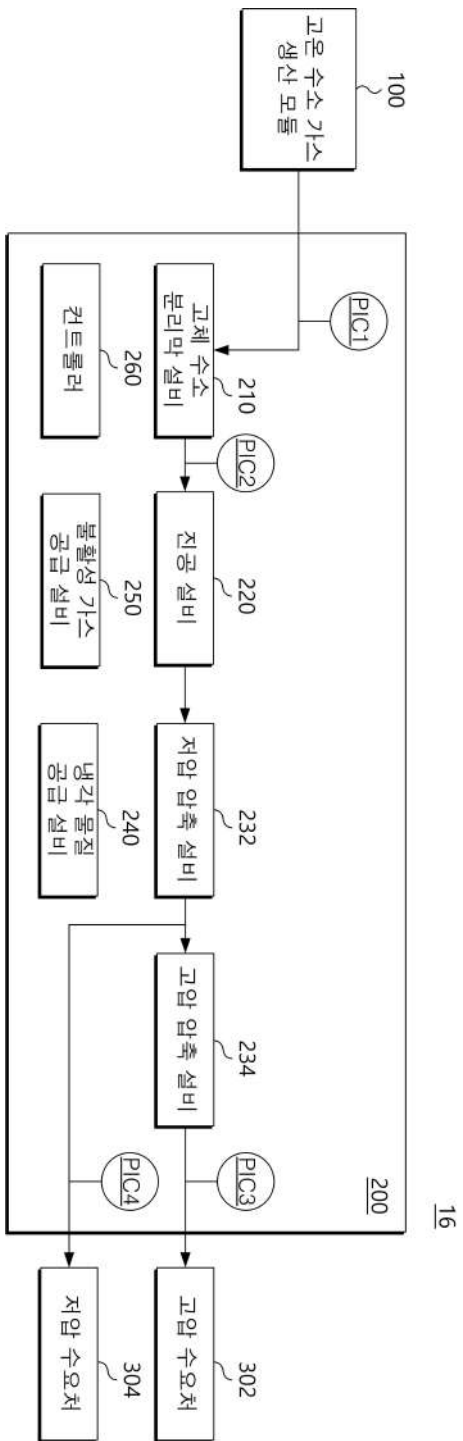 16
100
고온 수소 가스
생산 모듈
200
PIC1
고체 수소
분리막 설비
210
PIC2
진공 설비
220
저압 압축 설비
232
고압 압축 설비
234
PIC3
고압 수요처
302
컨트롤러
260
불활성 가스
공급 설비
250
냉각 물질
공급 설비
240
PIC4
저압 수요처
304